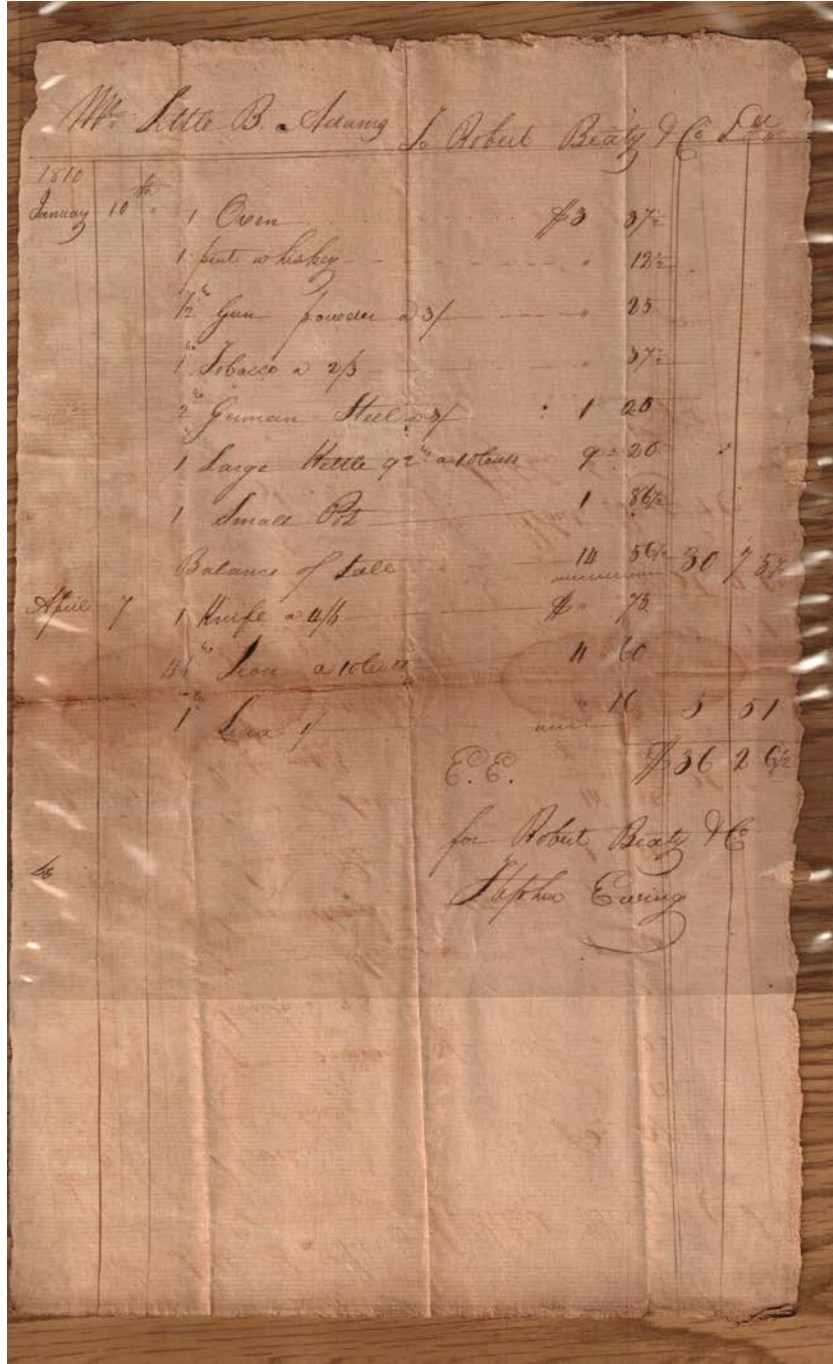 Mr. Little B. Adams To Robert Beaty & Co Dr
1810
January 10th 1 Oven $3 37½
1 pint whiskey " 12½
½ lb Gun powder a 3/ " 25
1 lb Tobacco a 2/3 37½
2 lb German Steel a 3/ 1 00
1 Large Kettle 92 lb a 10 cents 9 20
1 Small Pot 1 86½
Balance of 14 56½ 30 75½
April 7 1 Knife a 4/6 $ " 75
46 lb Iron a 10 cents 4 60
1 lb 1/ " 16 5 51
E.E. $ 36 26½
for Robert Beaty & Co
Stephen Ewing